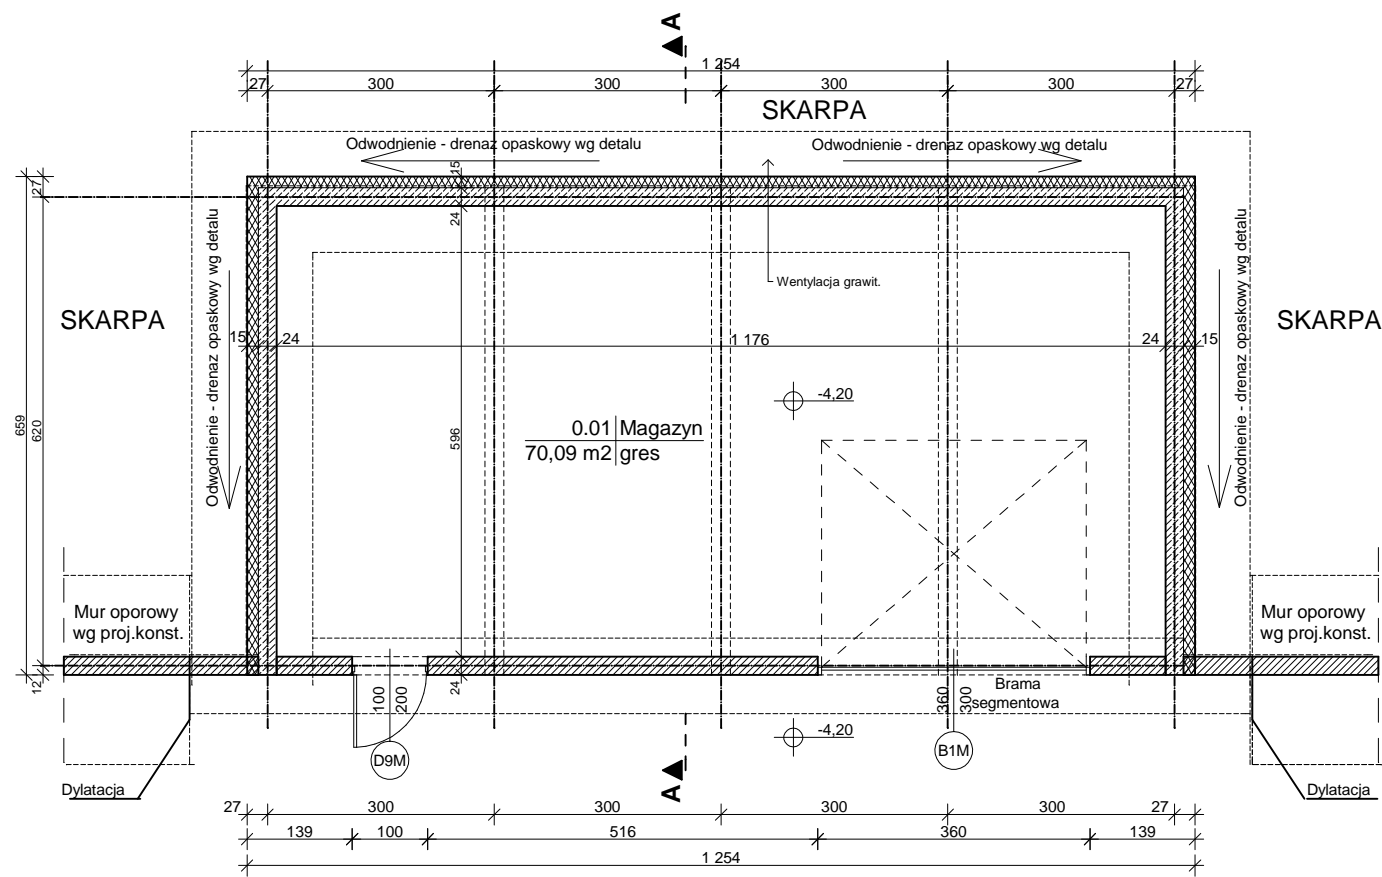 A
1 254
27
300
300
300
300
27
SKARPA
Odwodnienie - drenaz opaskowy wg detalu
Odwodnienie - drenaz opaskowy wg detalu
15
27
24
Odwodnienie - drenaz opaskowy wg detalu
Odwodnienie - drenaz opaskowy wg detalu
Wentylacja grawit.
SKARPA
SKARPA
15
24
1 176
24
15
-4,20
659
620
596
0.01 Magazyn
70,09 m2 gres
Mur oporowy
wg proj.konst.
Mur oporowy
wg proj.konst.
12
24
100
200
360
300
Brama
segmentowa
-4,20
D9M
B1M
Dylatacja
Dylatacja
A
27
300
300
300
300
27
139
100
516
360
139
1 254